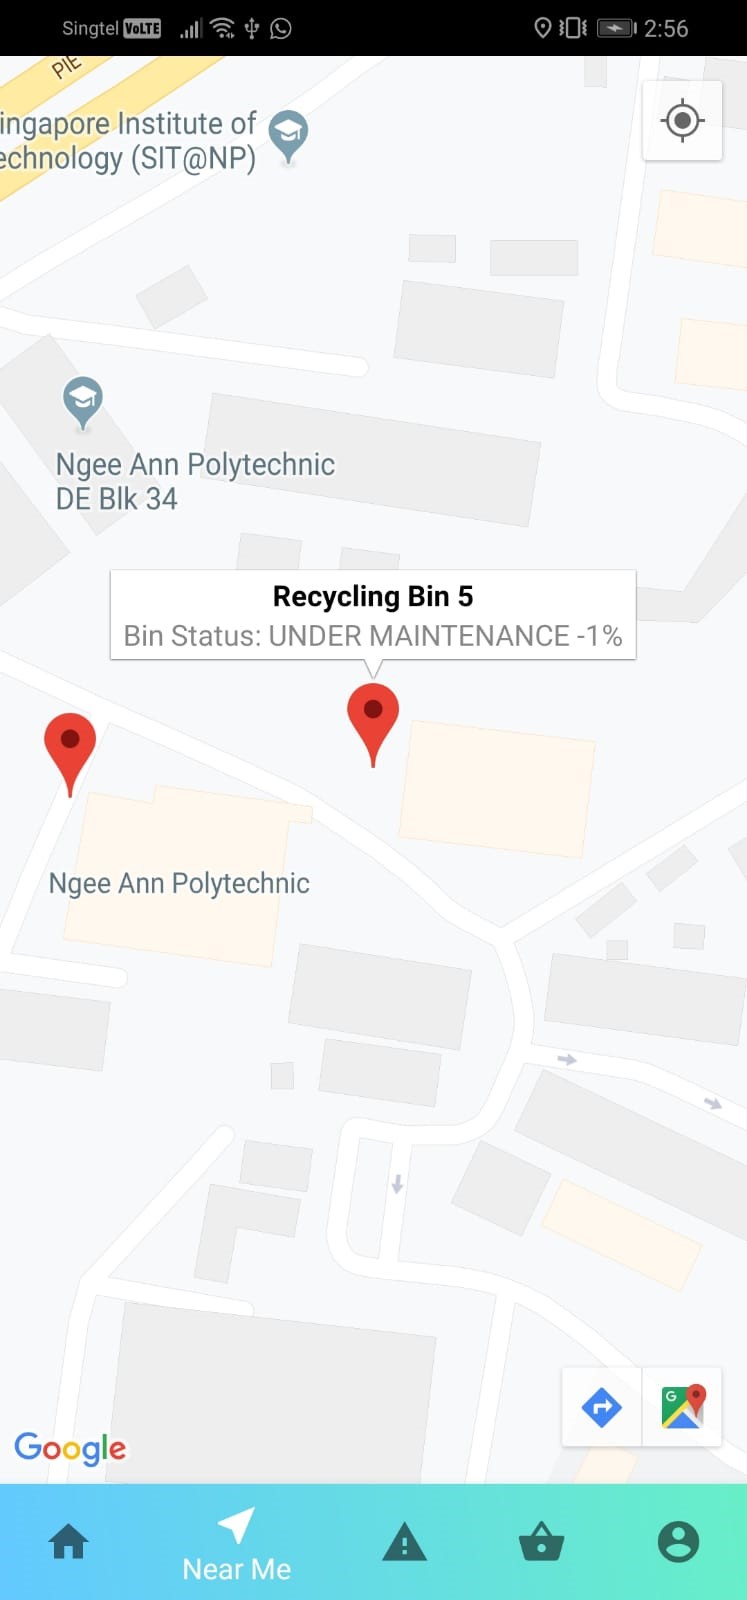 Singtel VoLTE 2:56
PIE
ingapore Institute of
echnology (SIT@NP)
Ngee Ann Polytechnic
DE Blk 34
Recycling Bin 5
Bin Status: UNDER MAINTENANCE -1%
Ngee Ann Polytechnic
G
Google
Near Me